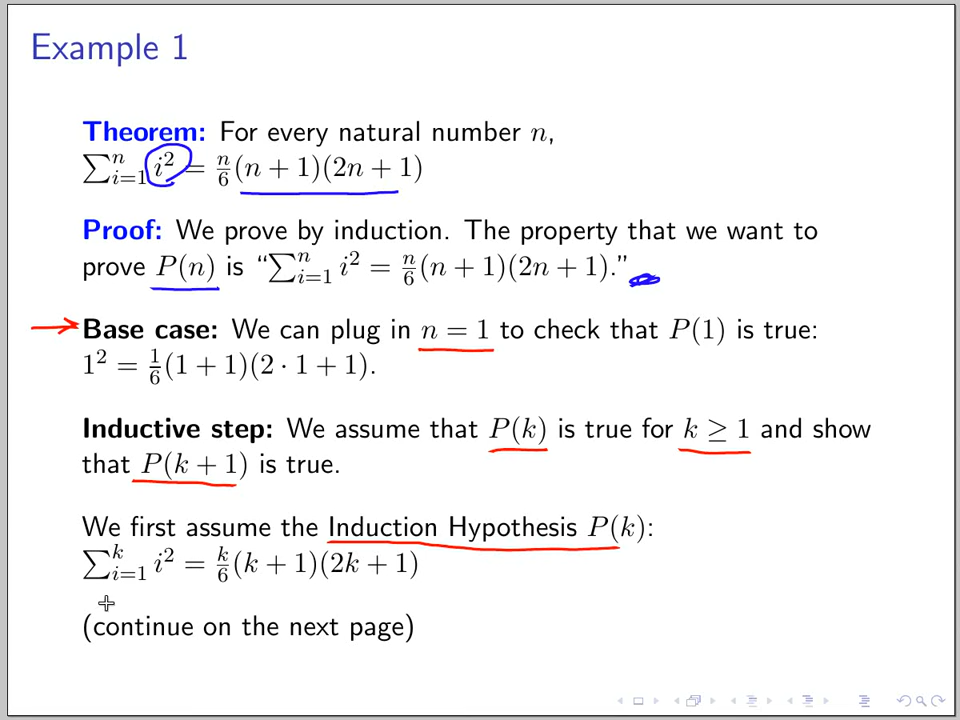 Example 1
Theorem: For every natural number n,
∑ⁿᵢ₌₁ i² = n/6 (n + 1)(2n + 1)
Proof: We prove by induction. The property that we want to
prove P(n) is “∑ⁿᵢ₌₁ i² = n/6 (n + 1)(2n + 1).”
Base case: We can plug in n = 1 to check that P(1) is true:
1² = 1/6 (1 + 1)(2 · 1 + 1).
Inductive step: We assume that P(k) is true for k ≥ 1 and show
that P(k + 1) is true.
We first assume the Induction Hypothesis P(k):
∑ᵏᵢ₌₁ i² = k/6 (k + 1)(2k + 1)
(continue on the next page)